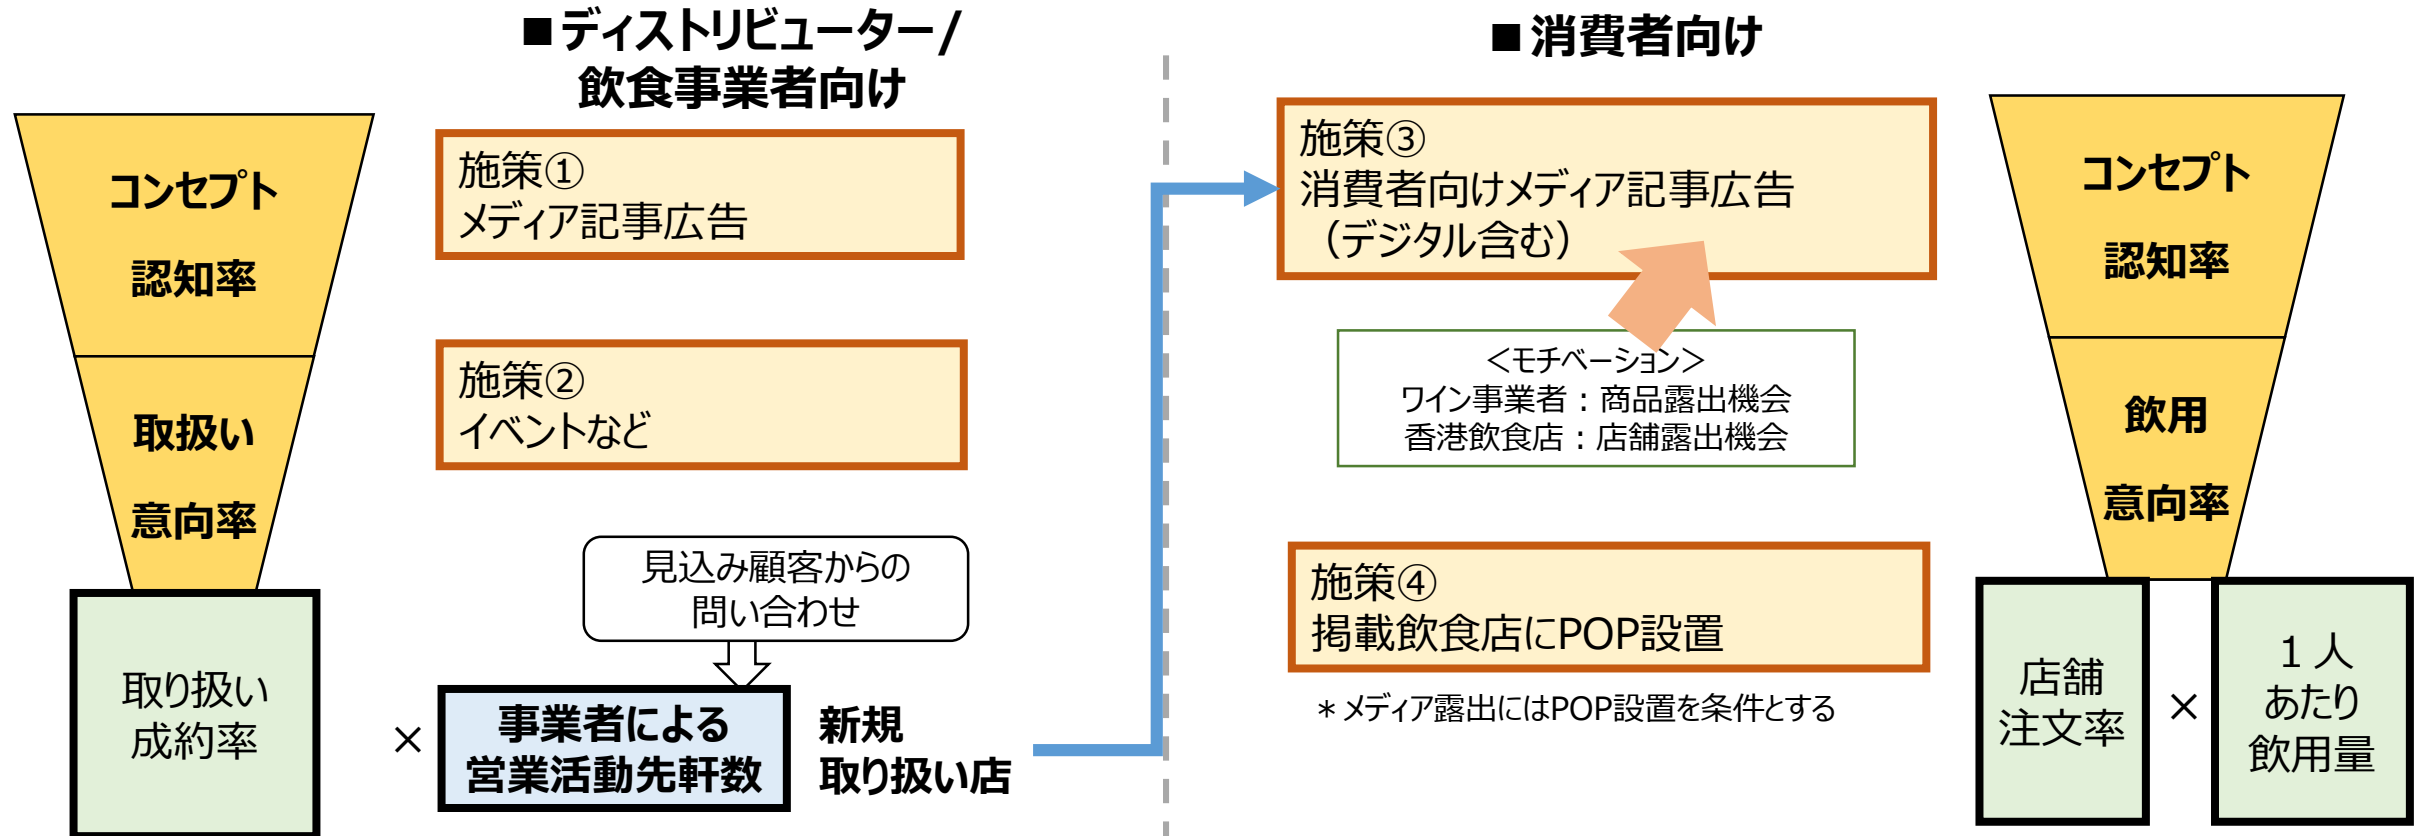 ■ディストリビューター/
飲食事業者向け
コンセプト
認知率
取扱い
意向率
取り扱い
成約率
施策①
メディア記事広告
施策②
イベントなど
見込み顧客からの
問い合わせ
×
事業者による
営業活動先軒数
新規
取り扱い店
■消費者向け
施策③
消費者向けメディア記事広告
（デジタル含む）
＜モチベーション＞
ワイン事業者：商品露出機会
香港飲食店：店舗露出機会
施策④
掲載飲食店にPOP設置
＊メディア露出にはPOP設置を条件とする
コンセプト
認知率
飲用
意向率
店舗
注文率
×
１人
あたり
飲用量